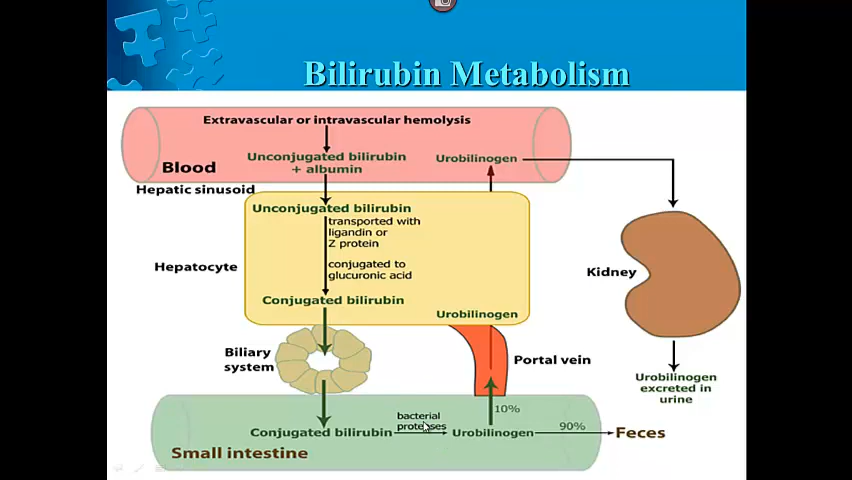 Bilirubin Metabolism
Extravascular or intravascular hemolysis
Unconjugated bilirubin
+ albumin
Urobilinogen
Blood
Hepatic sinusoid
Unconjugated bilirubin
transported with
ligandin or
Z protein
Hepatocyte
conjugated to
glucuronic acid
Conjugated bilirubin
Urobilinogen
Kidney
Biliary
system
Portal vein
Urobilinogen
excreted in
urine
10%
bacterial
proteases
Conjugated bilirubin
Urobilinogen
90%
Feces
Small intestine